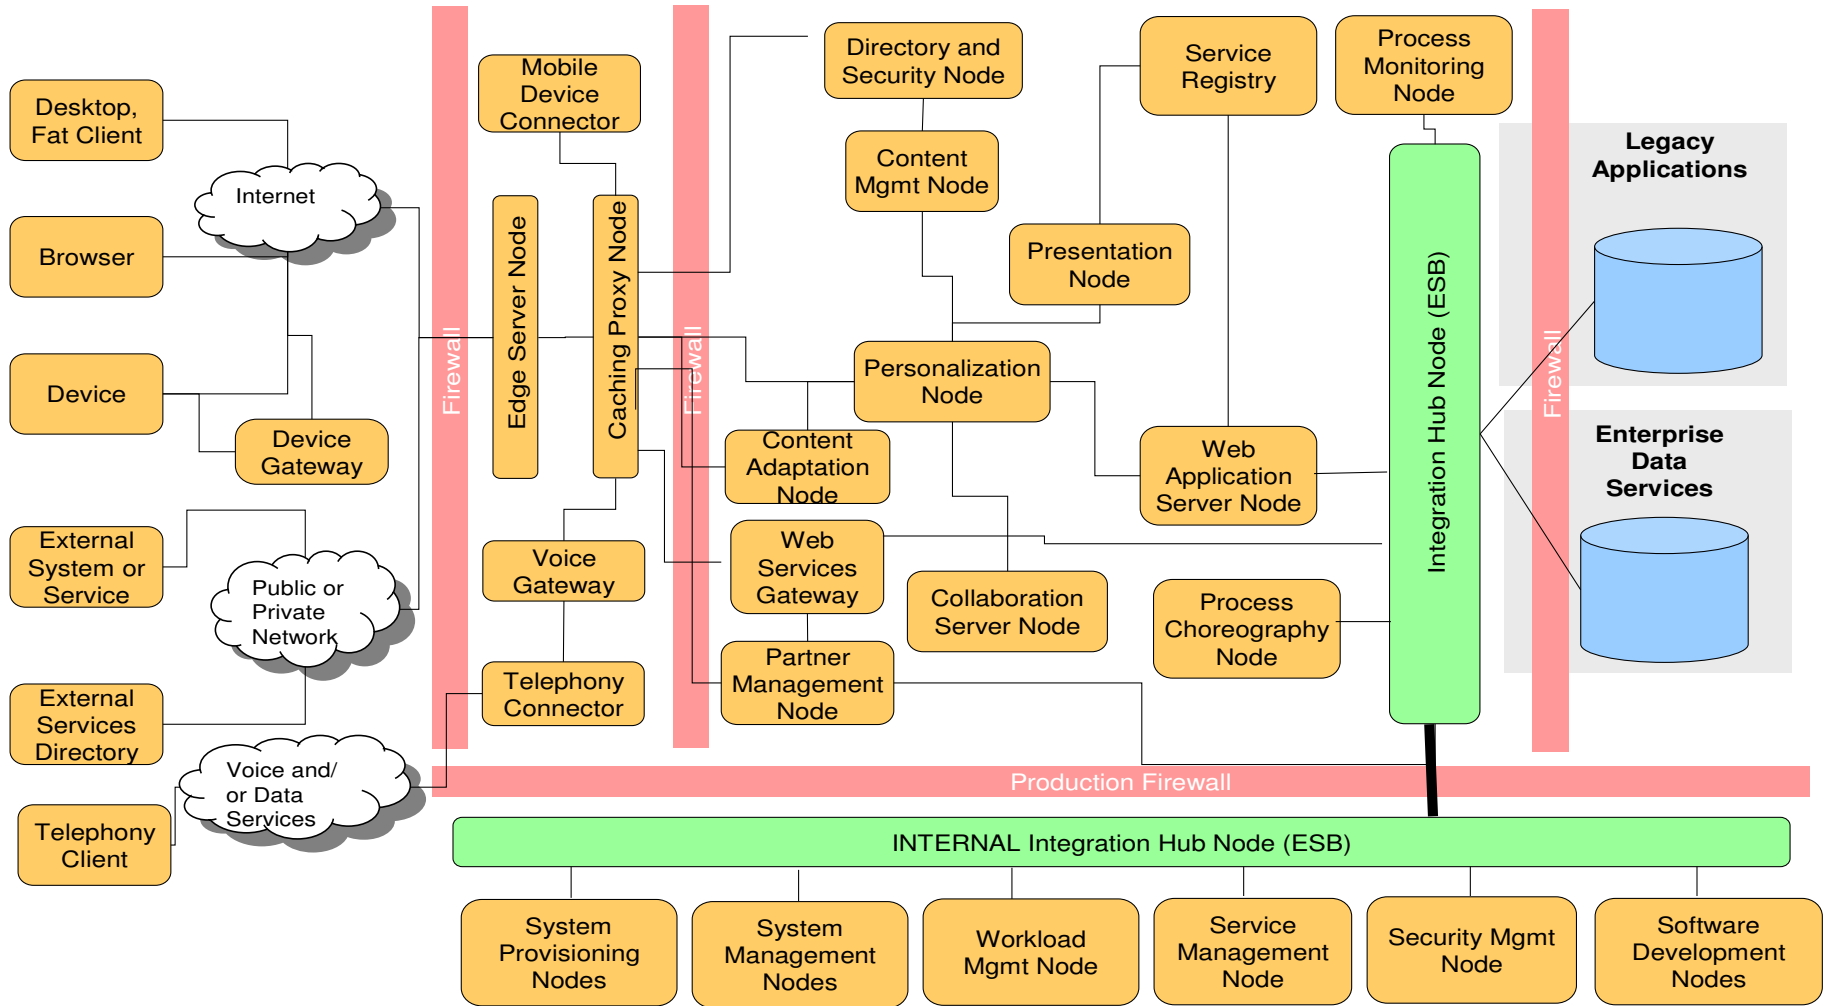 Desktop,
Fat Client
Internet
Browser
Device
Device
Gateway
External
System or
Service
Public or
Private
Network
External
Services
Directory
Voice and/
or Data
Services
Telephony
Client
Firewall
Mobile
Device
Connector
Edge Server Node
Caching Proxy Node
Voice
Gateway
Telephony
Connector
Firewall
Directory and
Security Node
Content
Mgmt Node
Presentation
Node
Service
Registry
Process
Monitoring
Node
Personalization
Node
Content
Adaptation
Node
Web
Services
Gateway
Partner
Management
Node
Collaboration
Server Node
Web
Application
Server Node
Process
Choreography
Node
Integration Hub Node (ESB)
Firewall
Legacy
Applications
Enterprise
Data
Services
Production Firewall
INTERNAL Integration Hub Node (ESB)
System
Provisioning
Nodes
System
Management
Nodes
Workload
Mgmt Node
Service
Management
Node
Security Mgmt
Node
Software
Development
Nodes